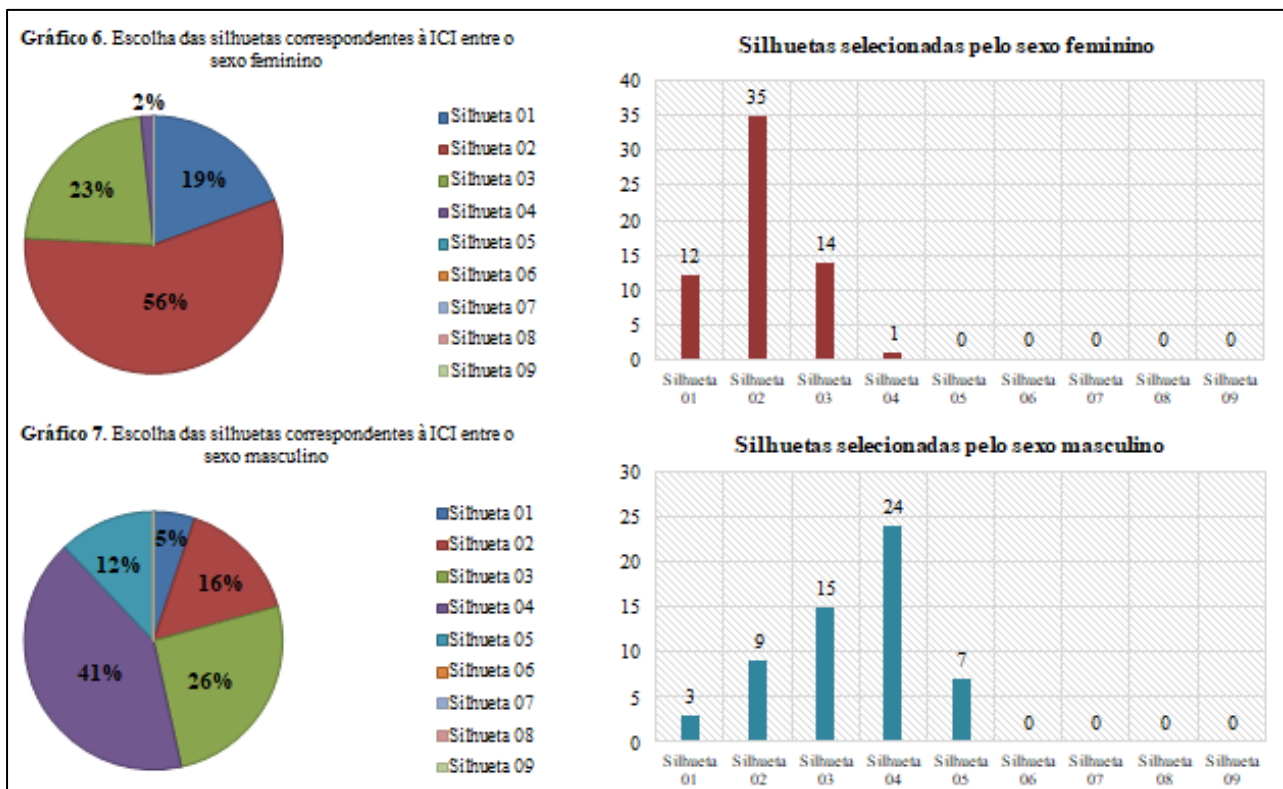 Gráfico 6. Escolha das silhuetas correspondentes à ICI entre o
sexo feminino
2%
19%
23%
56%
Silhueta 01
Silhueta 02
Silhueta 03
Silhueta 04
Silhueta 05
Silhueta 06
Silhueta 07
Silhueta 08
Silhueta 09
Silhuetas selecionadas pelo sexo feminino
40
35
30
25
20
15
10
5
0
12
35
14
1
0
0
0
0
0
Silhueta 01
Silhueta 02
Silhueta 03
Silhueta 04
Silhueta 05
Silhueta 06
Silhueta 07
Silhueta 08
Silhueta 09
Gráfico 7. Escolha das silhuetas correspondentes à ICI entre o
sexo masculino
5%
12%
16%
41%
26%
Silhueta 01
Silhueta 02
Silhueta 03
Silhueta 04
Silhueta 05
Silhueta 06
Silhueta 07
Silhueta 08
Silhueta 09
Silhuetas selecionadas pelo sexo masculino
30
25
20
15
10
5
0
3
9
15
24
7
0
0
0
0
Silhueta 01
Silhueta 02
Silhueta 03
Silhueta 04
Silhueta 05
Silhueta 06
Silhueta 07
Silhueta 08
Silhueta 09